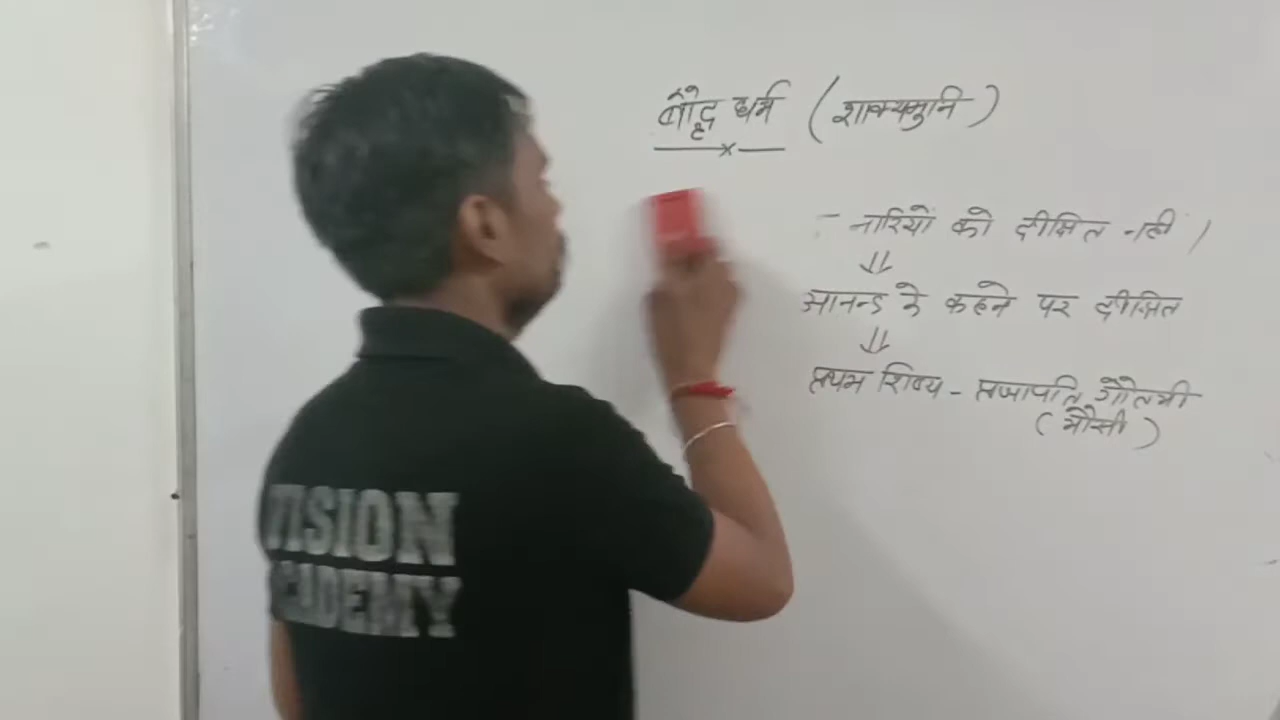 बौद्ध धर्म (शाक्यमुनि)
- नारियों को दीक्षित नहीं /
⇓
आनन्द के कहने पर दीक्षित
⇓
प्रथम शिष्य - प्रजापति गौतमी
(मौसी)
VISION
ACADEMY